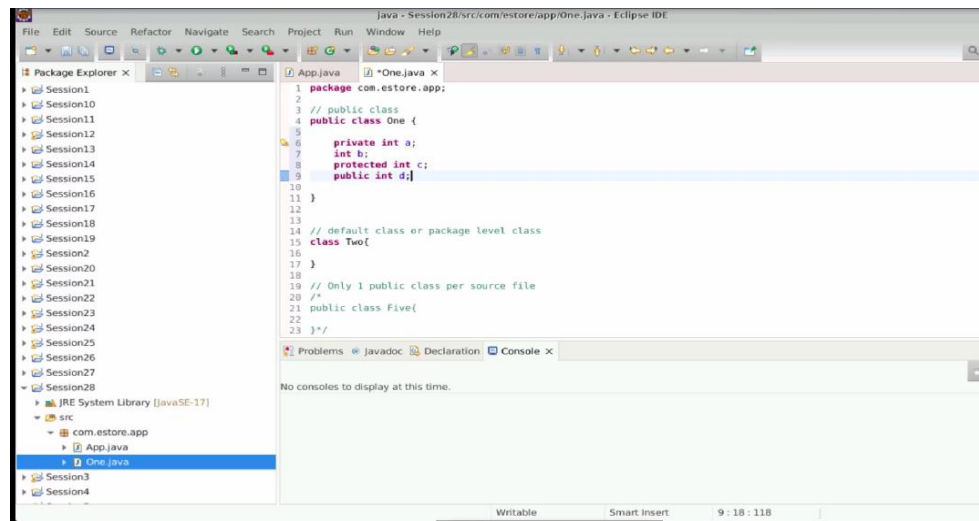 java - Session28/src/com/estore/app/One.java - Eclipse IDE
File Edit Source Refactor Navigate Search Project Run Window Help
Package Explorer
App.java *One.java
Session1
Session10
Session11
Session12
Session13
Session14
Session15
Session16
Session17
Session18
Session19
Session2
Session20
Session21
Session22
Session23
Session24
Session25
Session26
Session27
Session28
JRE System Library [JavaSE-17]
src
com.estore.app
App.java
One.java
Session3
Session4
1 package com.estore.app;
2
3 // public class
4 public class One {
5
6 private int a;
7 int b;
8 protected int c;
9 public int d;
10
11 }
12
13
14 // default class or package level class
15 class Two{
16
17 }
18
19 // Only 1 public class per source file
20 /*
21 public class Five{
22
23 }*/
Problems Javadoc Declaration Console
No consoles to display at this time.
Writable Smart Insert 9 : 18 : 118